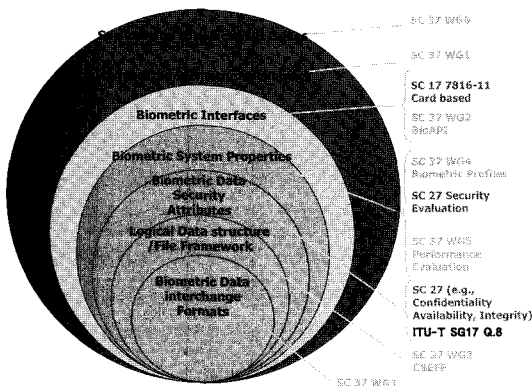 SC 37 WG6
SC 37 WG1
SC 17 7816-11
Card based
SC 37 WG2
BioAPI
Biometric Interfaces
Biometric System Properties
SC 37 WG4
Biometric Profiles
Biometric Data
Security
Attributes
SC 27 Security
Evaluation
Logical Data structure
/File Framework
SC 37 WG5
Performance
Evaluation
Biometric Data
interchange
Formats
SC 27 (e.g.,
Confidentiality
Availability, Integrity)
ITU-T SG17 Q.8
SC 37 WG2
CBEFF
SC 37 WG3